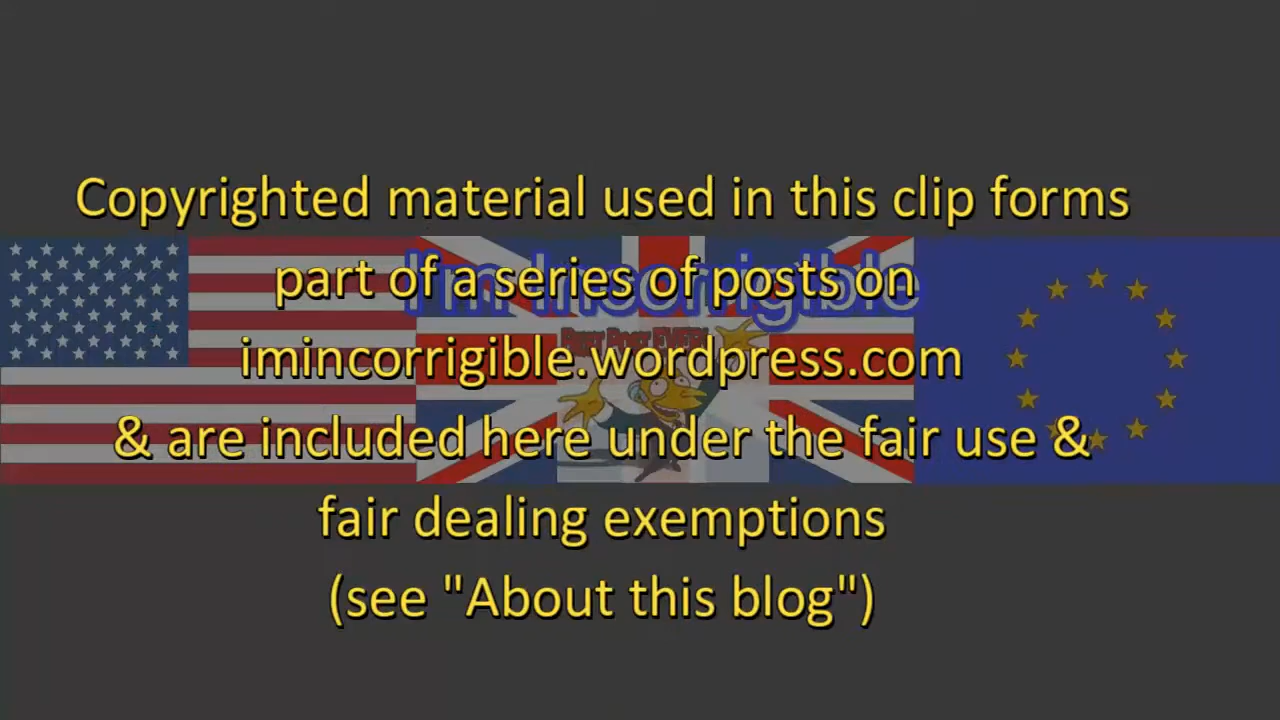 Copyrighted material used in this clip forms
part of a series of posts on
I'm Incorrigible
imincorrigible.wordpress.com
& are included here under the fair use &
fair dealing exemptions
(see "About this blog")